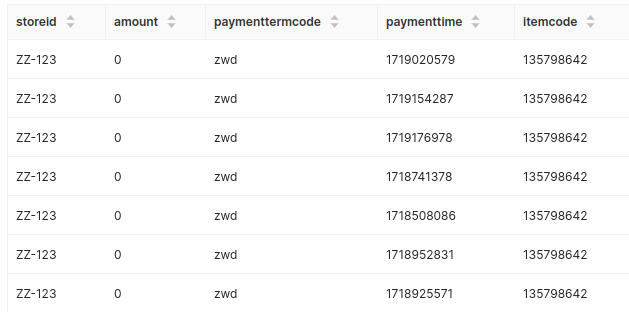 storeid amount paymenttermcode paymenttime itemcode
ZZ-123 0 zwd 1719020579 135798642
ZZ-123 0 zwd 1719154287 135798642
ZZ-123 0 zwd 1719176978 135798642
ZZ-123 0 zwd 1718741378 135798642
ZZ-123 0 zwd 1718508086 135798642
ZZ-123 0 zwd 1718952831 135798642
ZZ-123 0 zwd 1718925571 135798642